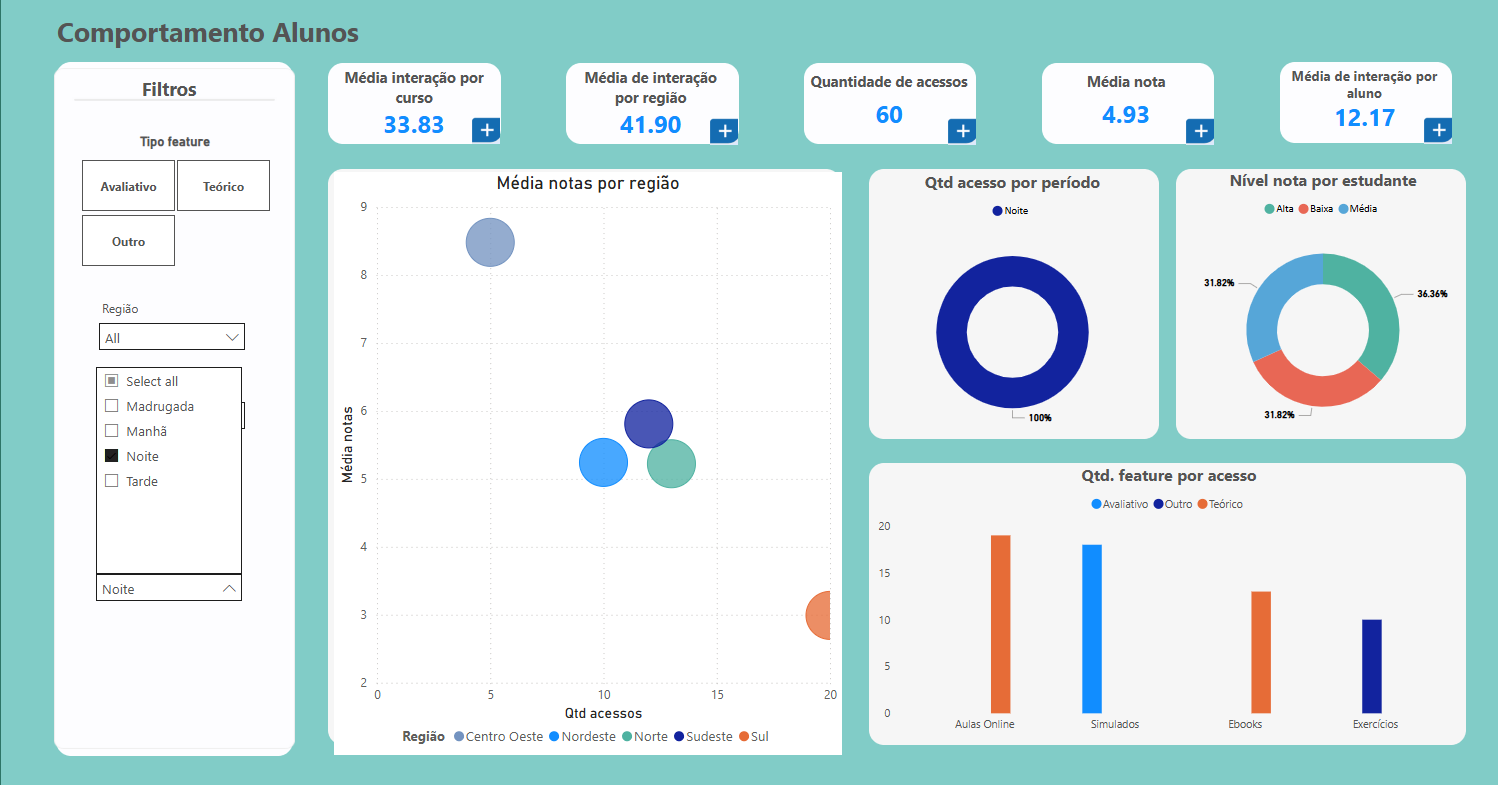 Comportamento Alunos
Filtros
Tipo feature
Avaliativo
Teórico
Outro
Região
All
Select all
Madrugada
Manhã
Noite
Tarde
Noite
Média interação por
curso
33.83
+
Média de interação
por região
41.90
+
Quantidade de acessos
60
+
Média nota
4.93
+
Média de interação por
aluno
12.17
+
Média notas por região
Média notas
9
8
7
6
5
4
3
2
0
5
10
15
20
Qtd acessos
Região
Centro Oeste
Nordeste
Norte
Sudeste
Sul
Qtd acesso por período
Noite
100%
Nível nota por estudante
Alta
Baixa
Média
31.82%
36.36%
31.82%
Qtd. feature por acesso
Avaliativo
Outro
Teórico
20
15
10
5
0
Aulas Online
Simulados
Ebooks
Exercícios